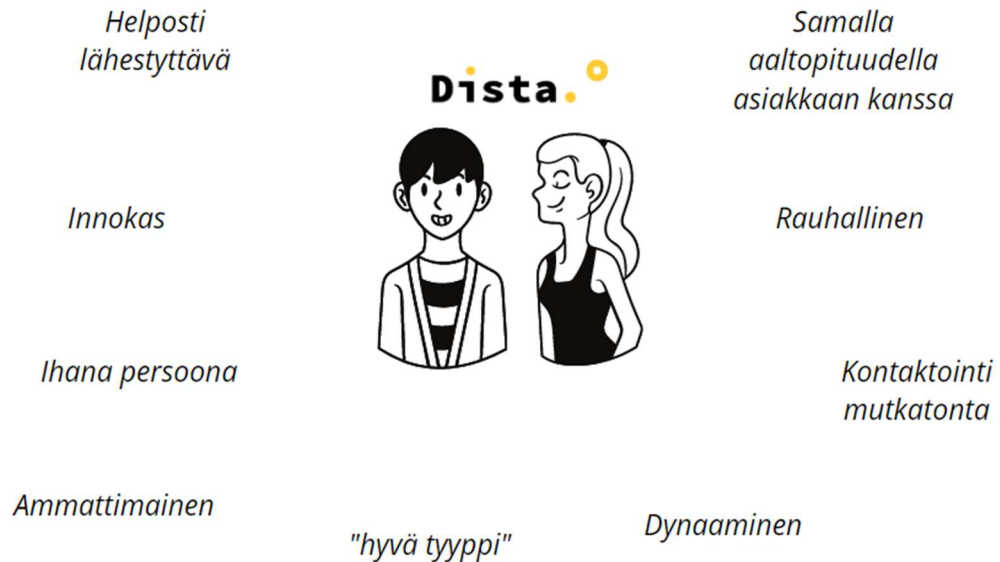 Helposti
lähestyttävä
Samalla
aaltopituudella
asiakkaan kanssa
Dista.
Innokas
Rauhallinen
Ihana persoona
Kontaktointi
mutkatonta
Ammattimainen
"hyvä tyyppi"
Dynaaminen